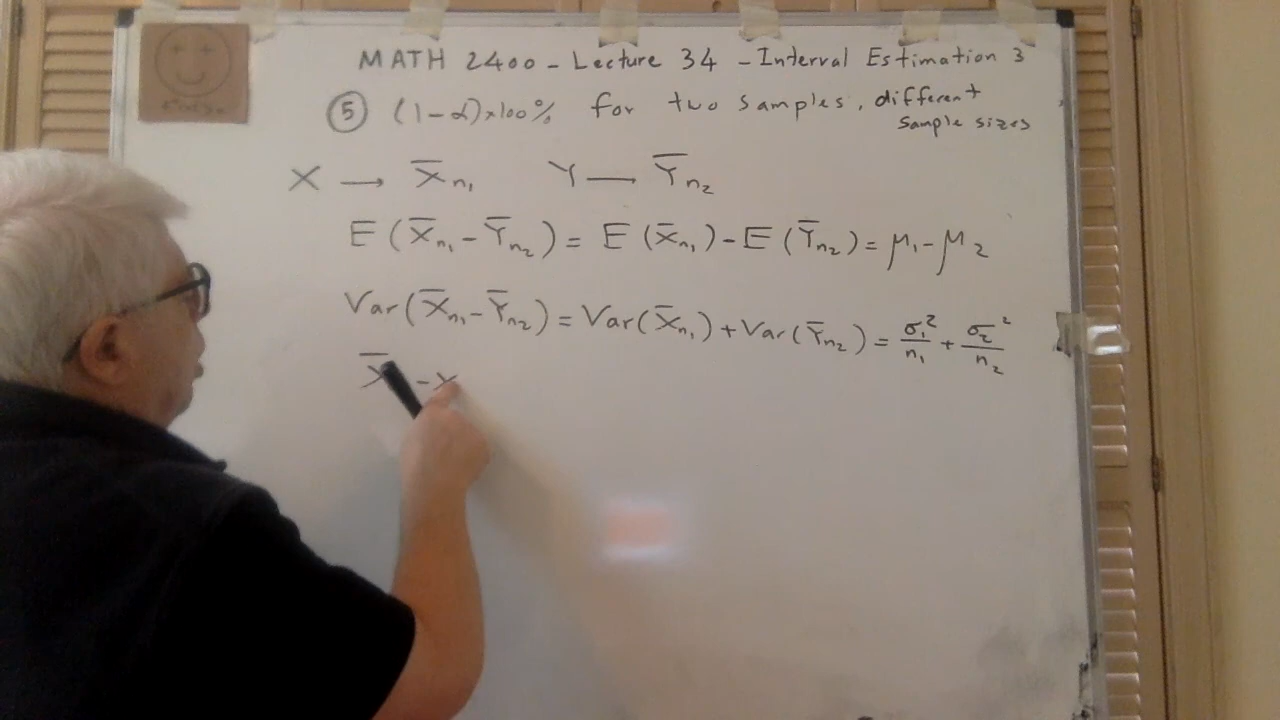 MATH 2400 - Lecture 34 - Interval Estimation 3
⑤ (1-α)×100% for two samples, different
sample sizes
X → X̄n₁ Y → Ȳn₂
E(X̄n₁ - Ȳn₂) = E(X̄n₁) - E(Ȳn₂) = μ₁ - μ₂
Var(X̄n₁ - Ȳn₂) = Var(X̄n₁) + Var(Ȳn₂) = σ₁²/n₁ + σ₂²/n₂
X̄ - Y